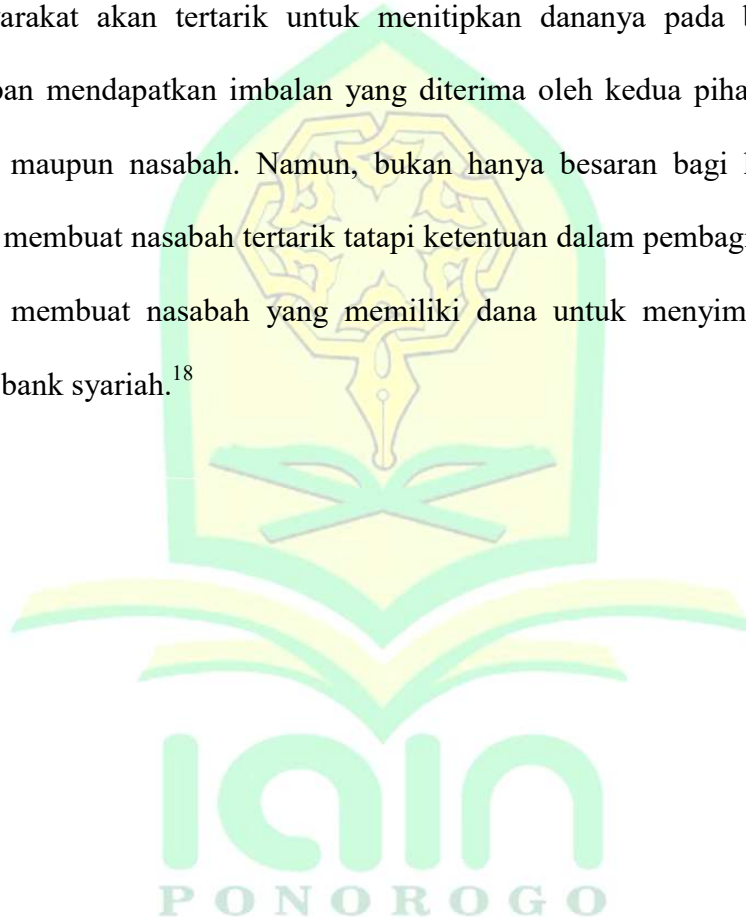 yarakat akan tertarik untuk menitipkan dananya pada b
pan mendapatkan imbalan yang diterima oleh kedua piha
maupun nasabah. Namun, bukan hanya besaran bagi
membuat nasabah tertarik tatapi ketentuan dalam pembagi
membuat nasabah yang memiliki dana untuk menyim
bank syariah.18
iain
PONOROGO